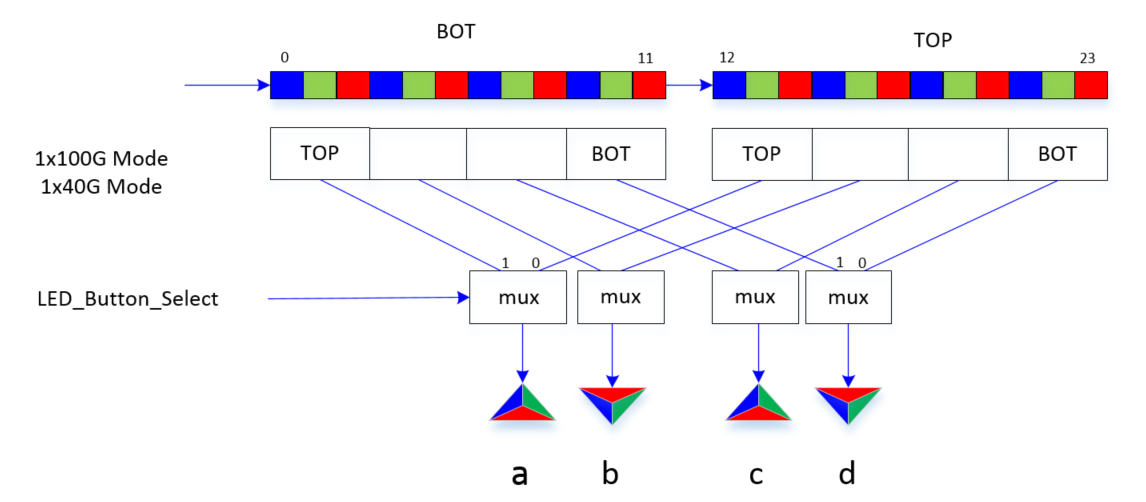 BOT
TOP
0
11
12
23
TOP
BOT
TOP
BOT
1x100G Mode
1x40G Mode
1
0
1
0
LED_Button_Select
mux
mux
mux
mux
a
b
c
d